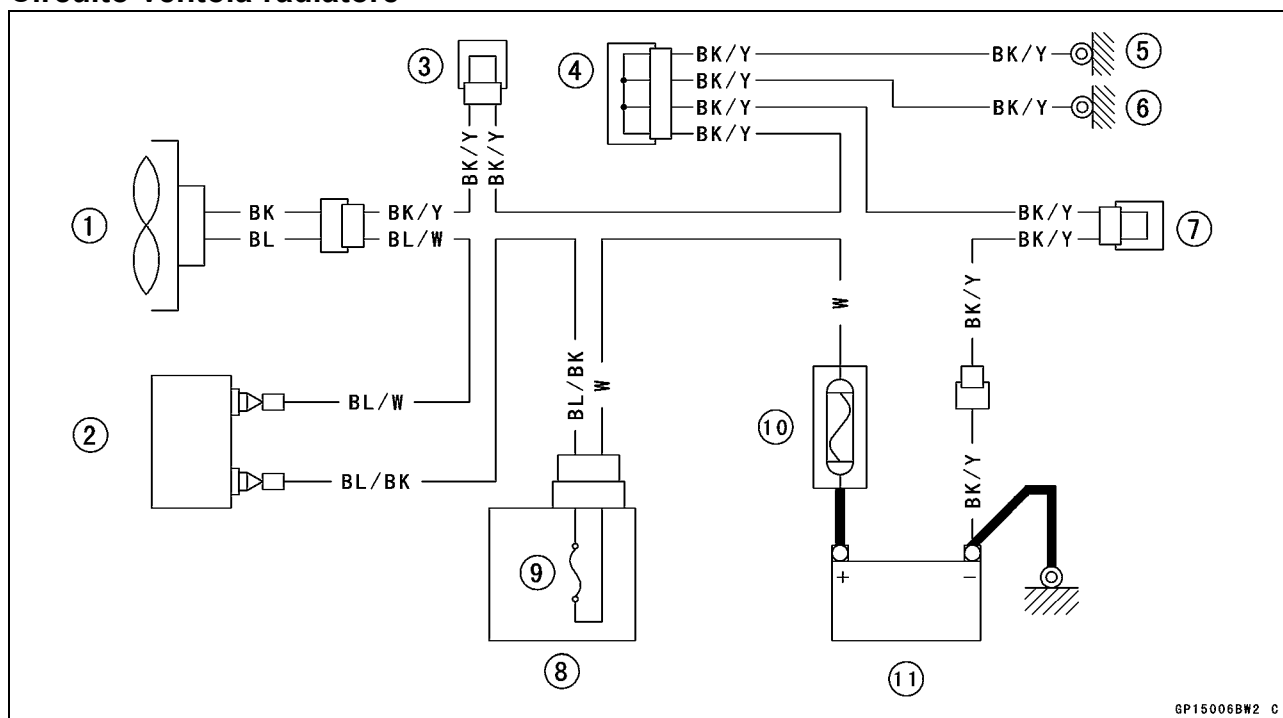 Circuito ventola radiatore
3
4
BK/Y
BK/Y
5
BK/Y
BK/Y
6
BK/Y
BK/Y
BK/Y
BK/Y
1
BK
BK/Y
BL
BL/W
BK/Y
BK/Y
7
BK/Y
W
2
BL/W
BL/BK
BL/BK
W
10
BK/Y
9
+
−
8
11
GP15006BW2 C